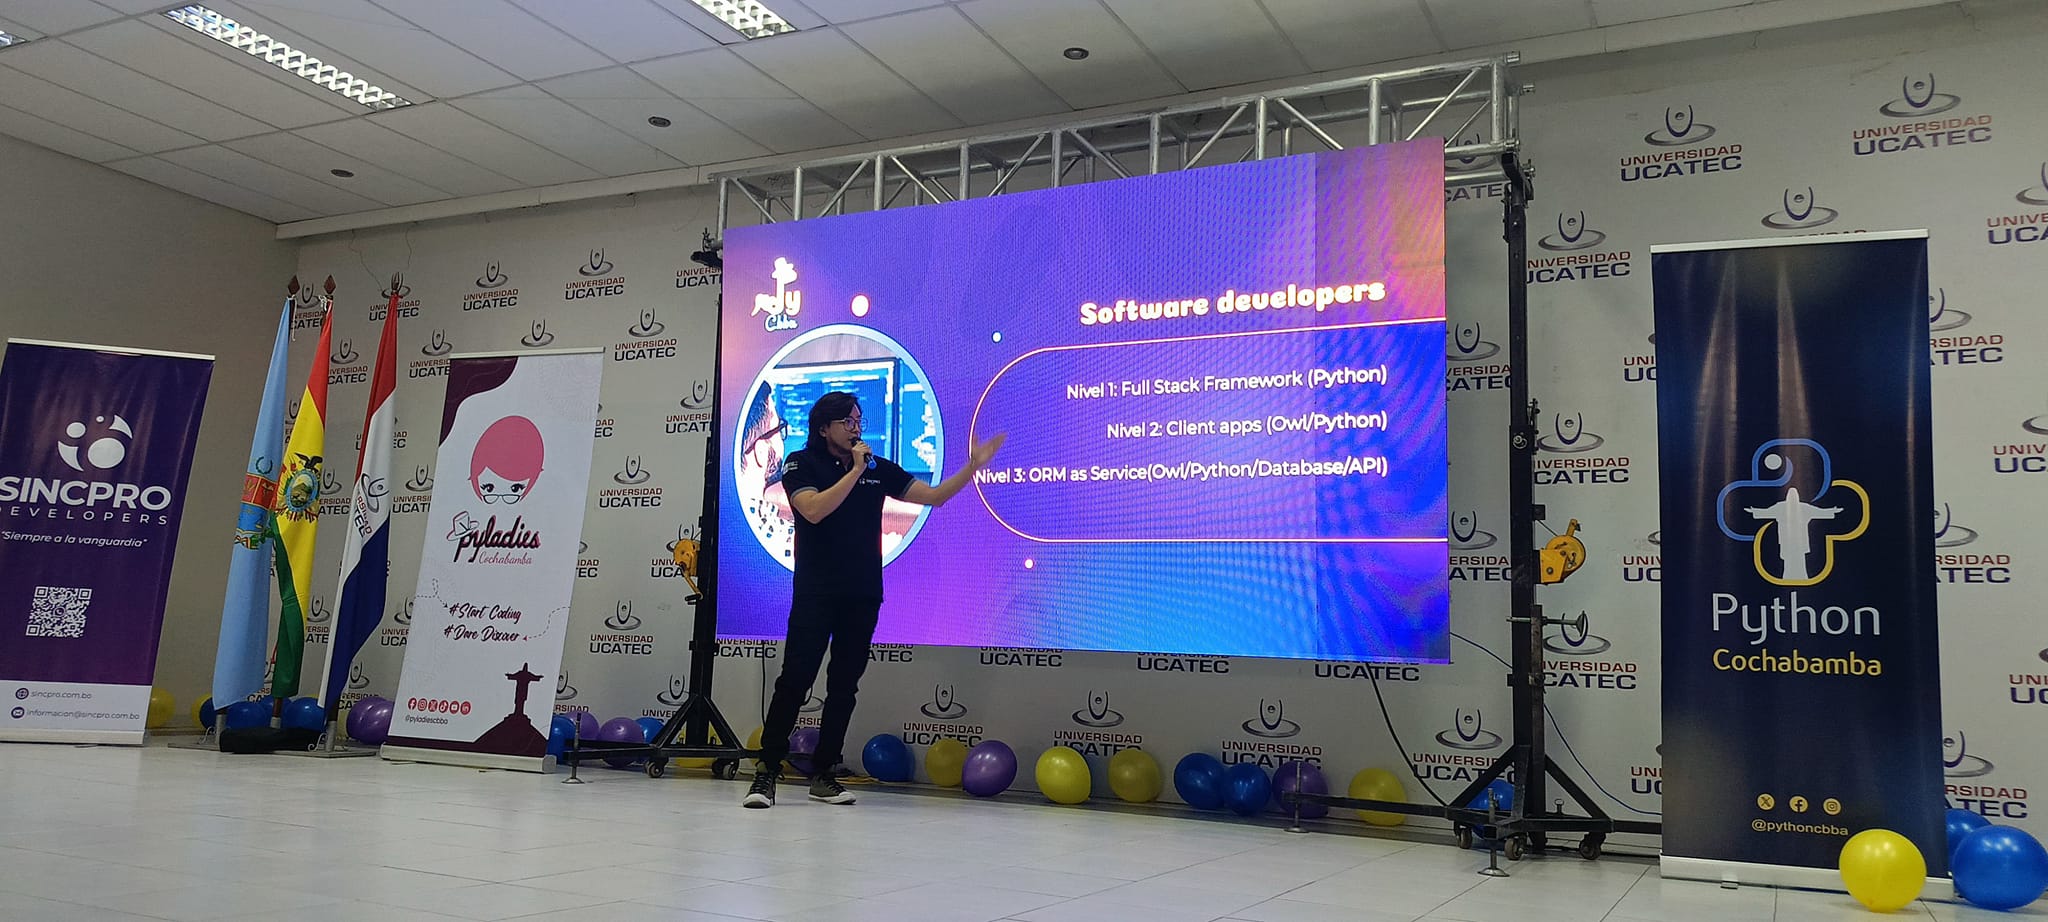 SINCPRO
DEVELOPERS
"Siempre a la vanguardia"
sincpro.com.bo
informacion@sincpro.com.bo
pyladies
Cochabamba
#Start Coding
#Dare Discover
@pyladiescbba
Cbba
Software developers
Nivel 1: Full Stack Framework (Python)
Nivel 2: Client apps (Owl/Python)
Nivel 3: ORM as Service(Owl/Python/Database/API)
UNIVERSIDAD
UCATEC
Python
Cochabamba
@pythoncbba